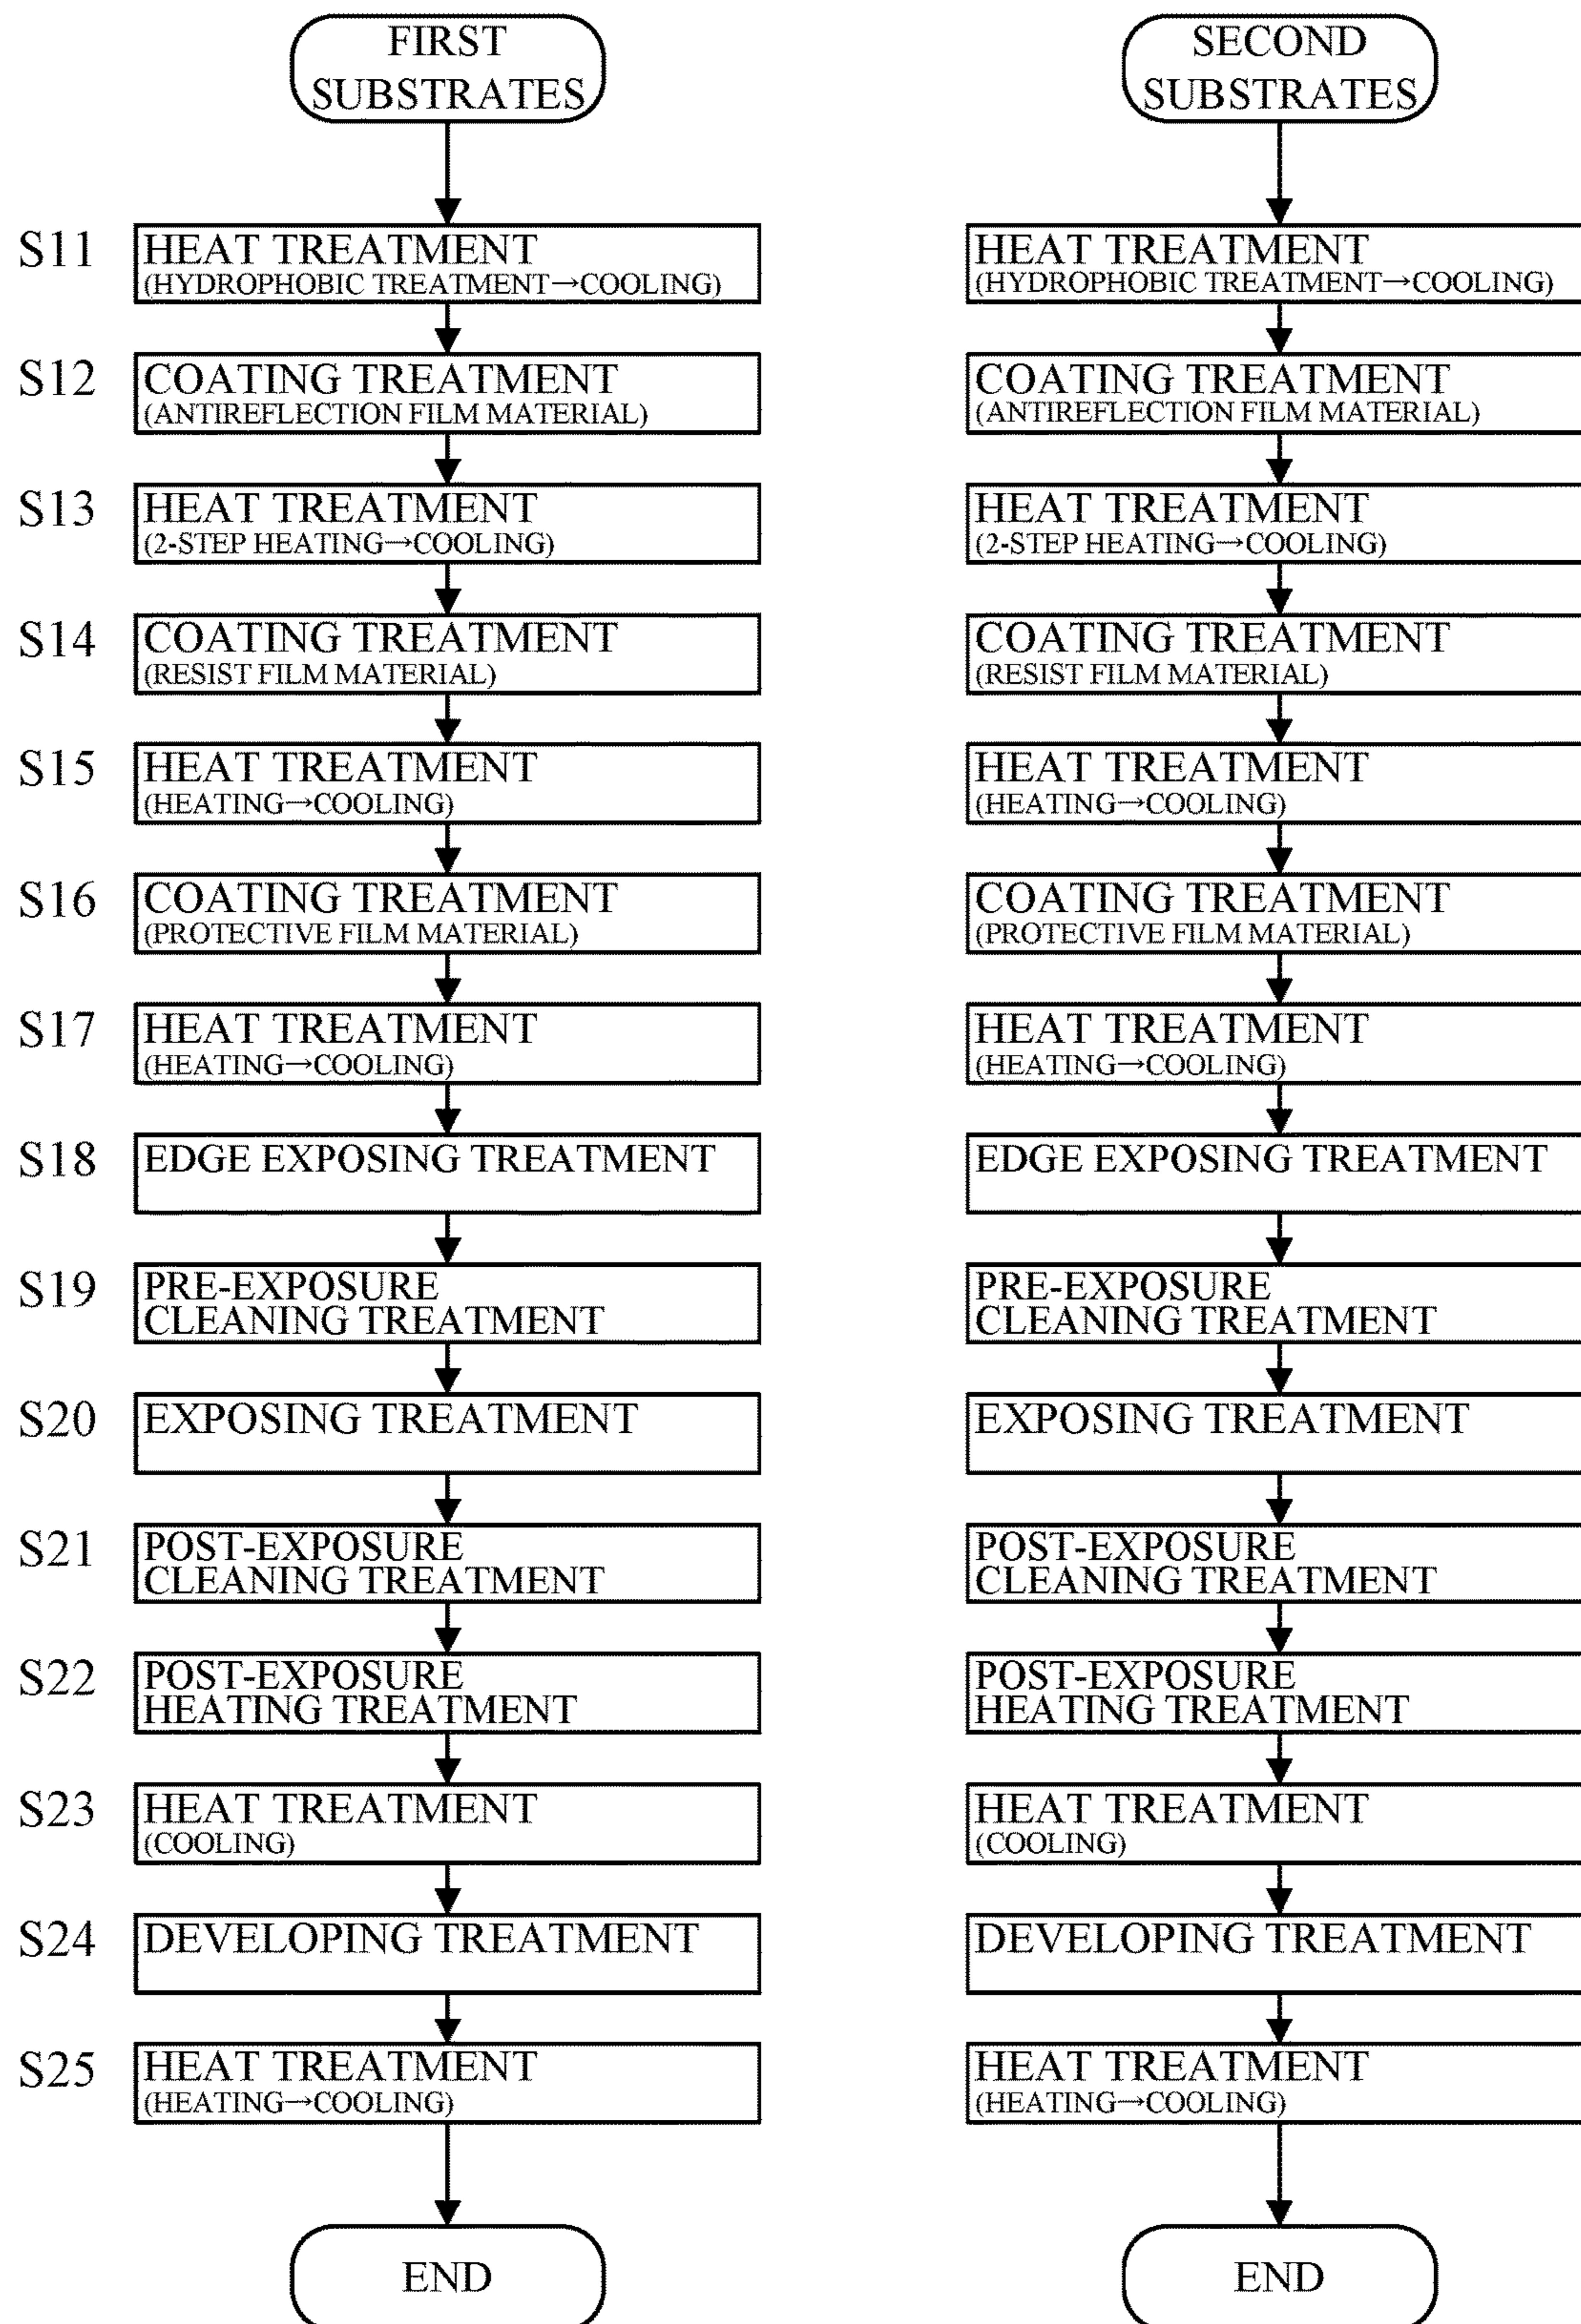 FIRST
SUBSTRATES
SECOND
SUBSTRATES
S11
HEAT TREATMENT
(HYDROPHOBIC TREATMENT→COOLING)
HEAT TREATMENT
(HYDROPHOBIC TREATMENT→COOLING)
S12
COATING TREATMENT
(ANTIREFLECTION FILM MATERIAL)
COATING TREATMENT
(ANTIREFLECTION FILM MATERIAL)
S13
HEAT TREATMENT
(2-STEP HEATING→COOLING)
HEAT TREATMENT
(2-STEP HEATING→COOLING)
S14
COATING TREATMENT
(RESIST FILM MATERIAL)
COATING TREATMENT
(RESIST FILM MATERIAL)
S15
HEAT TREATMENT
(HEATING→COOLING)
HEAT TREATMENT
(HEATING→COOLING)
S16
COATING TREATMENT
(PROTECTIVE FILM MATERIAL)
COATING TREATMENT
(PROTECTIVE FILM MATERIAL)
S17
HEAT TREATMENT
(HEATING→COOLING)
HEAT TREATMENT
(HEATING→COOLING)
S18
EDGE EXPOSING TREATMENT
EDGE EXPOSING TREATMENT
S19
PRE-EXPOSURE
CLEANING TREATMENT
PRE-EXPOSURE
CLEANING TREATMENT
S20
EXPOSING TREATMENT
EXPOSING TREATMENT
S21
POST-EXPOSURE
CLEANING TREATMENT
POST-EXPOSURE
CLEANING TREATMENT
S22
POST-EXPOSURE
HEATING TREATMENT
POST-EXPOSURE
HEATING TREATMENT
S23
HEAT TREATMENT
(COOLING)
HEAT TREATMENT
(COOLING)
S24
DEVELOPING TREATMENT
DEVELOPING TREATMENT
S25
HEAT TREATMENT
(HEATING→COOLING)
HEAT TREATMENT
(HEATING→COOLING)
END
END